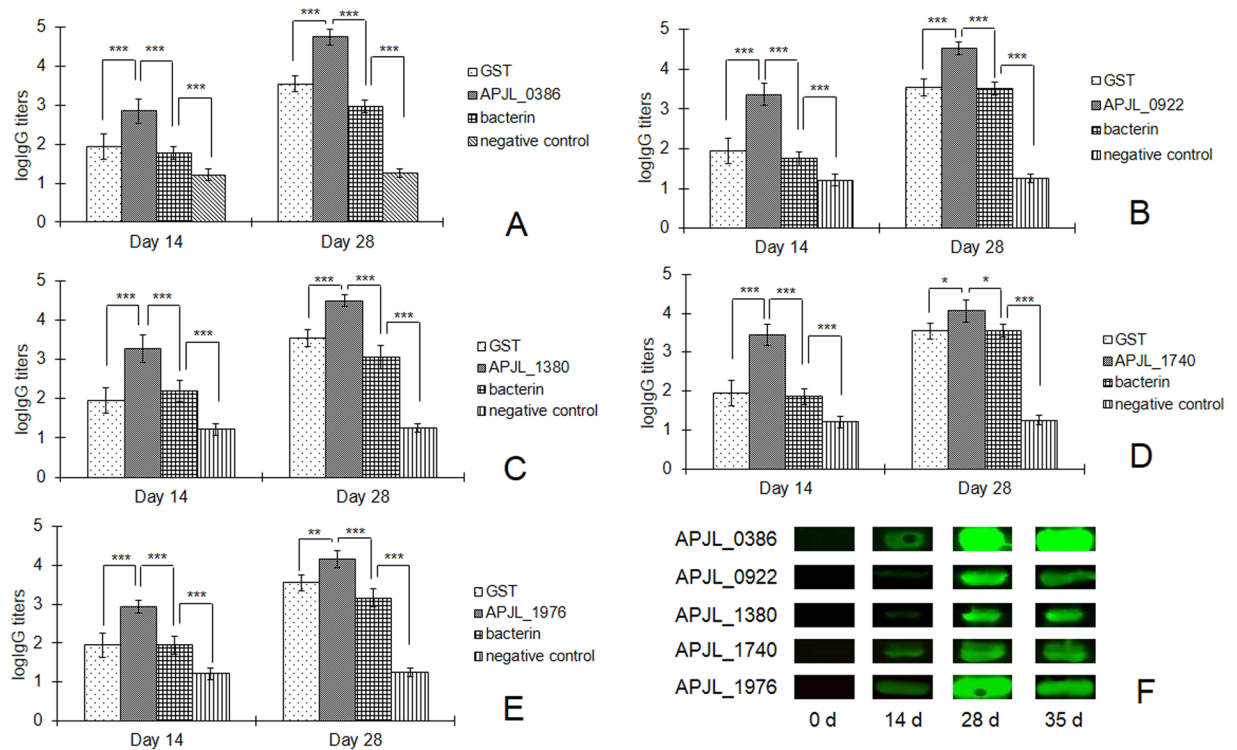 5
4
3
2
1
0
logIgG titers
*** ***
***
*** ***
***
Day 14
Day 28
GST
APJL_0386
bacterin
negative control
A
5
4
3
2
1
0
logIgG titers
*** ***
***
*** ***
***
Day 14
Day 28
GST
APJL_0922
bacterin
negative control
B
5
4
3
2
1
0
logIgG titers
*** ***
***
*** ***
***
Day 14
Day 28
GST
APJL_1380
bacterin
negative control
C
5
4
3
2
1
0
logIgG titers
*** ***
***
* *
***
Day 14
Day 28
GST
APJL_1740
bacterin
negative control
D
5
4
3
2
1
0
logIgG titers
*** ***
***
** ***
***
Day 14
Day 28
GST
APJL_1976
bacterin
negative control
E
APJL_0386
APJL_0922
APJL_1380
APJL_1740
APJL_1976
0 d 14 d 28 d 35 d
F